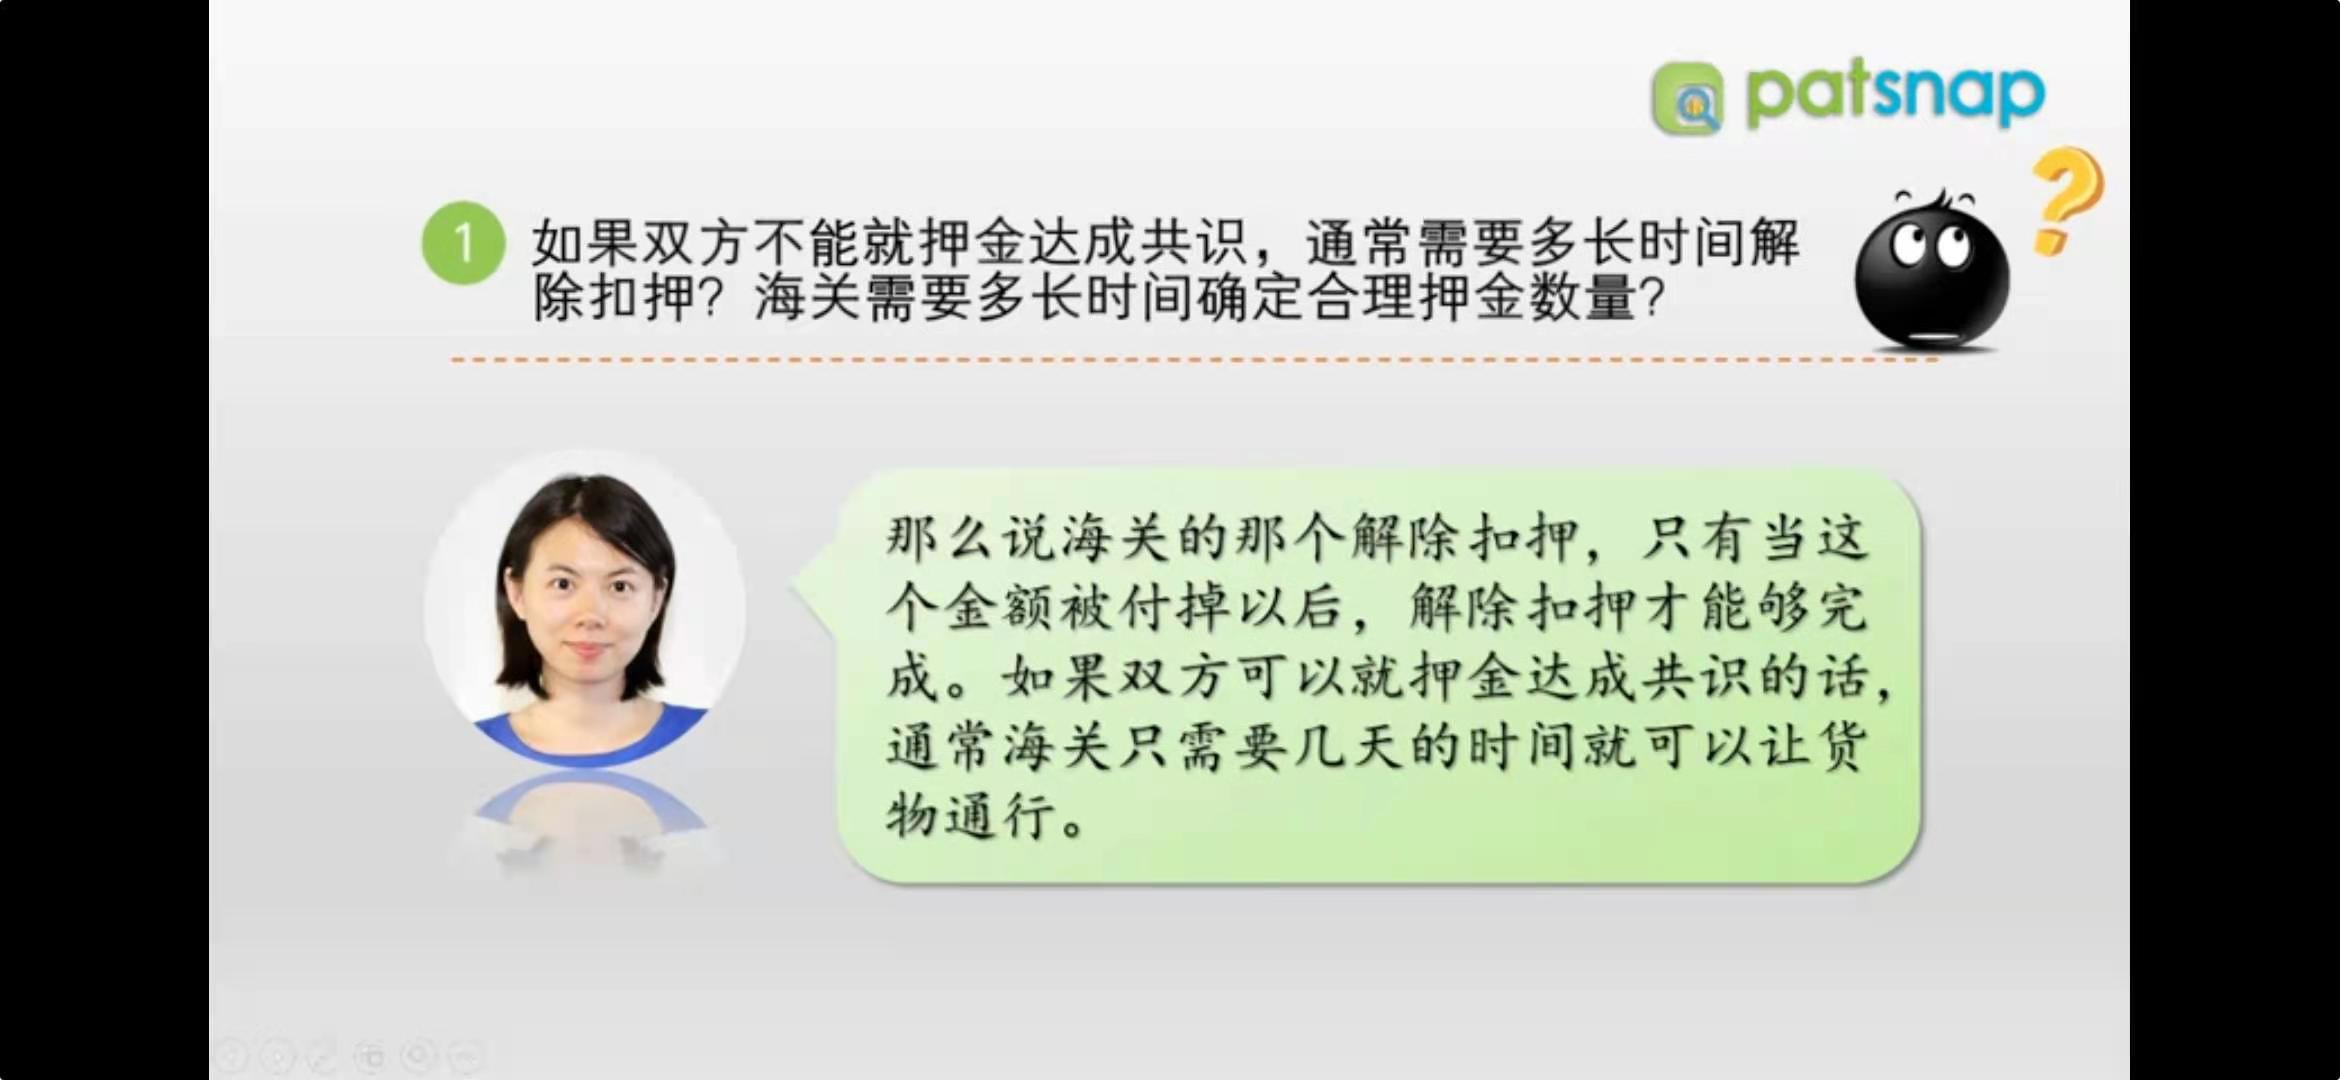 patsnap
1
如果双方不能就押金达成共识，通常需要多长时间解
除扣押？海关需要多长时间确定合理押金数量？
那么说海关的那个解除扣押，只有当这
个金额被付掉以后，解除扣押才能够完
成。如果双方可以就押金达成共识的话，
通常海关只需要几天的时间就可以让货
物通行。